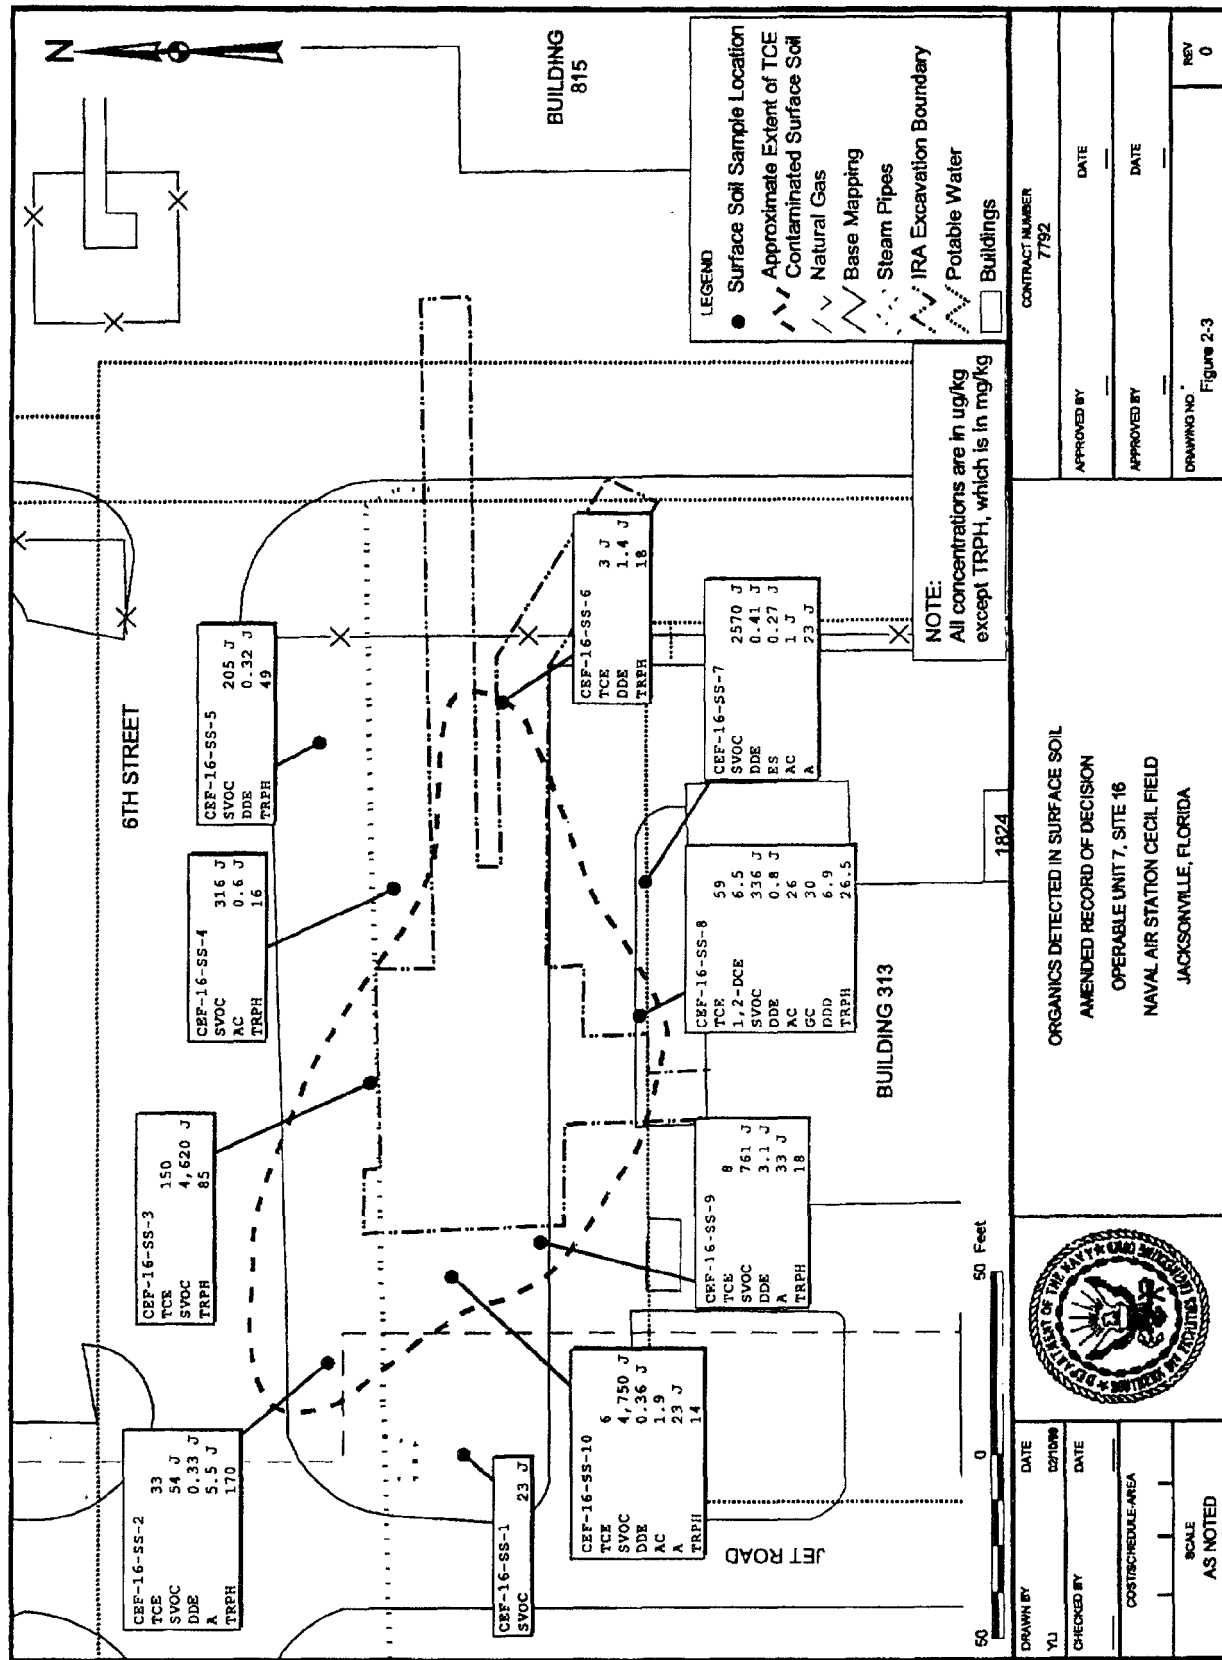 N
BUILDING
815
6TH STREET
CEF-16-SS-5
SVOC 205 J
DDE 0.32 J
TRPH 49
CEF-16-SS-4
SVOC 316 J
AC 0.6 J
TRPH 16
CEF-16-SS-3
TCE 150
SVOC 4,620 J
TRPH 85
CEF-16-SS-2
TCE 33
SVOC 54 J
DDE 0.33 J
A 5.5 J
TRPH 170
CEF-16-SS-1
SVOC 23 J
CEF-16-SS-10
TCE 6
SVOC 4,750 J
DDE 0.36 J
AC 1.9
A 23 J
TRPH 14
CEF-16-SS-9
TCE 8
SVOC 761 J
DDE 3.1 J
A 33 J
TRPH 18
CEF-16-SS-8
TCE 59
1,2-DCE 6.5
SVOC 336 J
DDE 0.8 J
AC 26
GC 30
DDD 6.9
TRPH 26.5
CEF-16-SS-7
SVOC 2570 J
DDE 0.41 J
ES 0.27 J
AC 1 J
A 23 J
CEF-16-SS-6
TCE 3 J
DDE 1.4 J
TRPH 18
JET ROAD
BUILDING 313
1824
50 0 50 Feet
LEGEND
Surface Soil Sample Location
Approximate Extent of TCE
Contaminated Surface Soil
Natural Gas
Base Mapping
Steam Pipes
IRA Excavation Boundary
Potable Water
Buildings
NOTE:
All concentrations are in ug/kg
except TRPH, which is in mg/kg
DRAWN BY DATE
YLJ
CHECKED BY DATE
COST/SCHEDULE-AREA
SCALE
AS NOTED
DEPARTMENT OF THE NAVY
ORGANICS DETECTED IN SURFACE SOIL
AMENDED RECORD OF DECISION
OPERABLE UNIT 7, SITE 16
NAVAL AIR STATION CECIL FIELD
JACKSONVILLE, FLORIDA
CONTRACT NUMBER
7792
APPROVED BY DATE
APPROVED BY DATE
DRAWING NO. REV
Figure 2-3 0